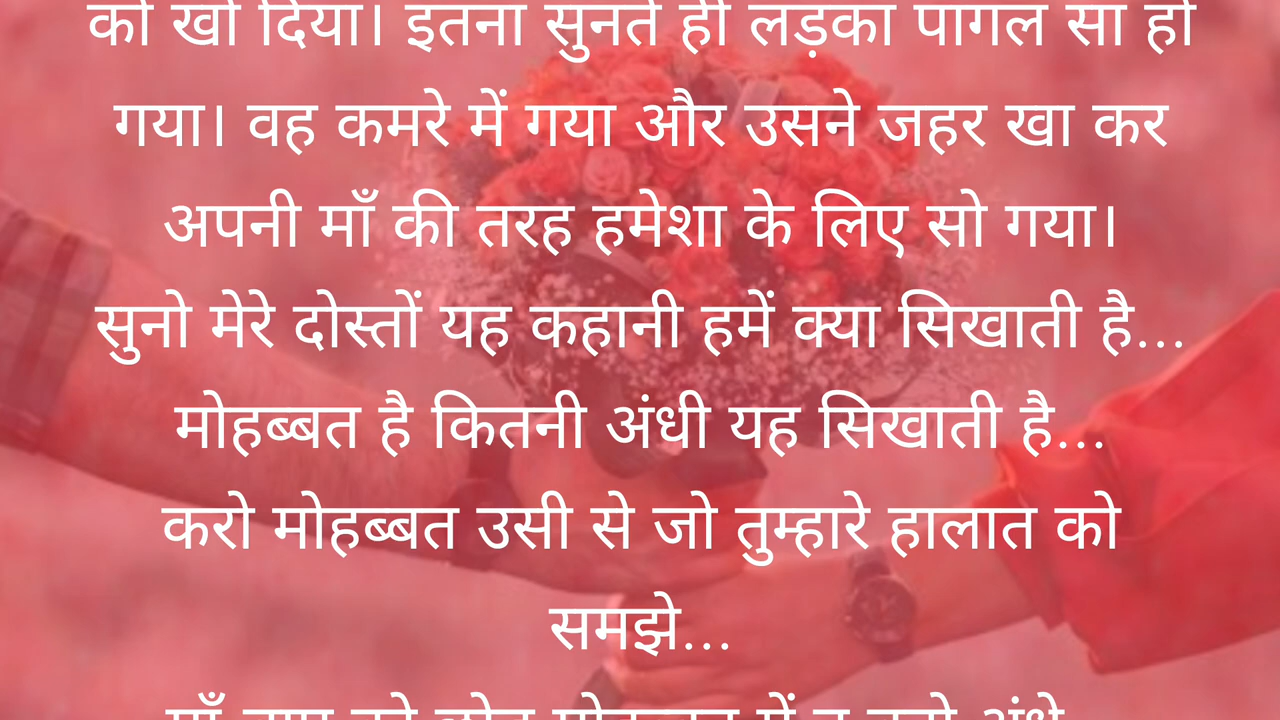 को खो दिया। इतना सुनते ही लड़का पागल सा हो
गया। वह कमरे में गया और उसने जहर खा कर
अपनी माँ की तरह हमेशा के लिए सो गया।
सुनो मेरे दोस्तों यह कहानी हमें क्या सिखाती है...
मोहब्बत है कितनी अंधी यह सिखाती है...
करो मोहब्बत उसी से जो तुम्हारे हालात को
समझे...